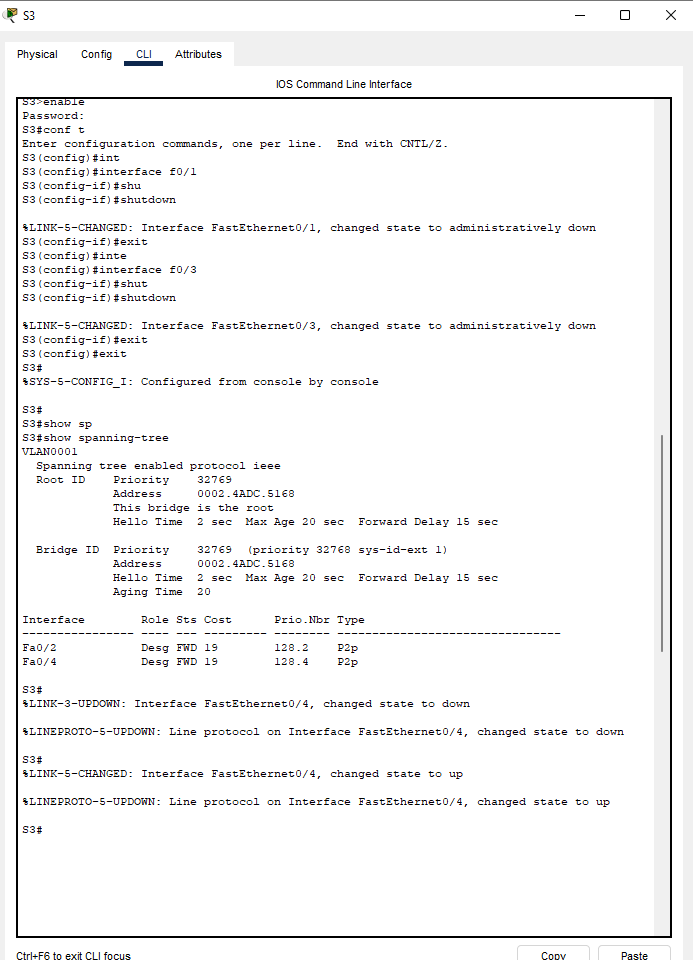 S3
Physical Config CLI Attributes
IOS Command Line Interface
S3>enable
Password:
S3#conf t
Enter configuration commands, one per line.  End with CNTL/Z.
S3(config)#int
S3(config)#interface f0/1
S3(config-if)#shu
S3(config-if)#shutdown

%LINK-5-CHANGED: Interface FastEthernet0/1, changed state to administratively down
S3(config-if)#exit
S3(config)#inte
S3(config)#interface f0/3
S3(config-if)#shut
S3(config-if)#shutdown

%LINK-5-CHANGED: Interface FastEthernet0/3, changed state to administratively down
S3(config-if)#exit
S3(config)#exit
S3#
%SYS-5-CONFIG_I: Configured from console by console

S3#
S3#show sp
S3#show spanning-tree
VLAN0001
  Spanning tree enabled protocol ieee
  Root ID    Priority    32769
             Address     0002.4ADC.5168
             This bridge is the root
             Hello Time  2 sec  Max Age 20 sec  Forward Delay 15 sec

  Bridge ID  Priority    32769  (priority 32768 sys-id-ext 1)
             Address     0002.4ADC.5168
             Hello Time  2 sec  Max Age 20 sec  Forward Delay 15 sec
             Aging Time  20

Interface        Role Sts Cost      Prio.Nbr Type
---------------- ---- --- --------- -------- --------------------------------
Fa0/2            Desg FWD 19        128.2    P2p
Fa0/4            Desg FWD 19        128.4    P2p

S3#
%LINK-3-UPDOWN: Interface FastEthernet0/4, changed state to down

%LINEPROTO-5-UPDOWN: Line protocol on Interface FastEthernet0/4, changed state to down

S3#
%LINK-5-CHANGED: Interface FastEthernet0/4, changed state to up

%LINEPROTO-5-UPDOWN: Line protocol on Interface FastEthernet0/4, changed state to up

S3#
Ctrl+F6 to exit CLI focus
Copy Paste